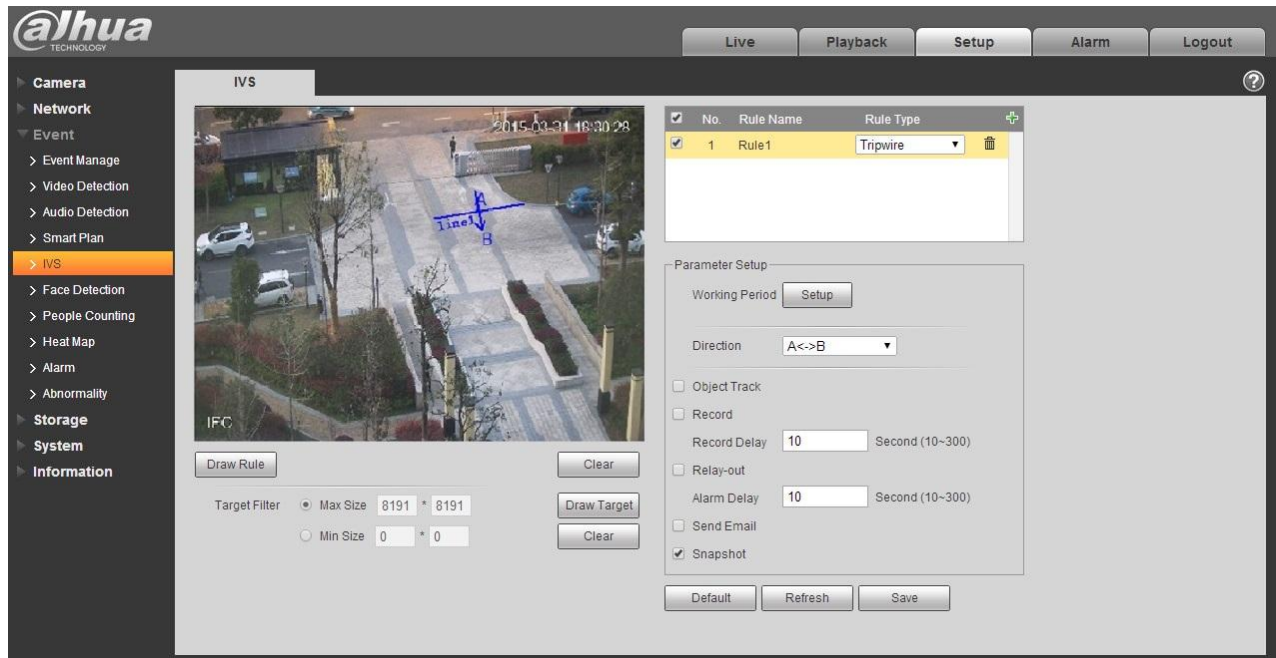 alhua
TECHNOLOGY
Live Playback Setup Alarm Logout
Camera
Network
Event
Event Manage
Video Detection
Audio Detection
Smart Plan
IVS
Face Detection
People Counting
Heat Map
Alarm
Abnormality
Storage
System
Information
IVS
?
2015-03-31 18:30:28
A
line1
B
IPC
Draw Rule Clear
Target Filter Max Size 8191 * 8191 Draw Target
Min Size 0 * 0 Clear
No. Rule Name Rule Type
1 Rule1 Tripwire
Parameter Setup
Working Period Setup
Direction A<->B
Object Track
Record
Record Delay 10 Second (10~300)
Relay-out
Alarm Delay 10 Second (10~300)
Send Email
Snapshot
Default Refresh Save